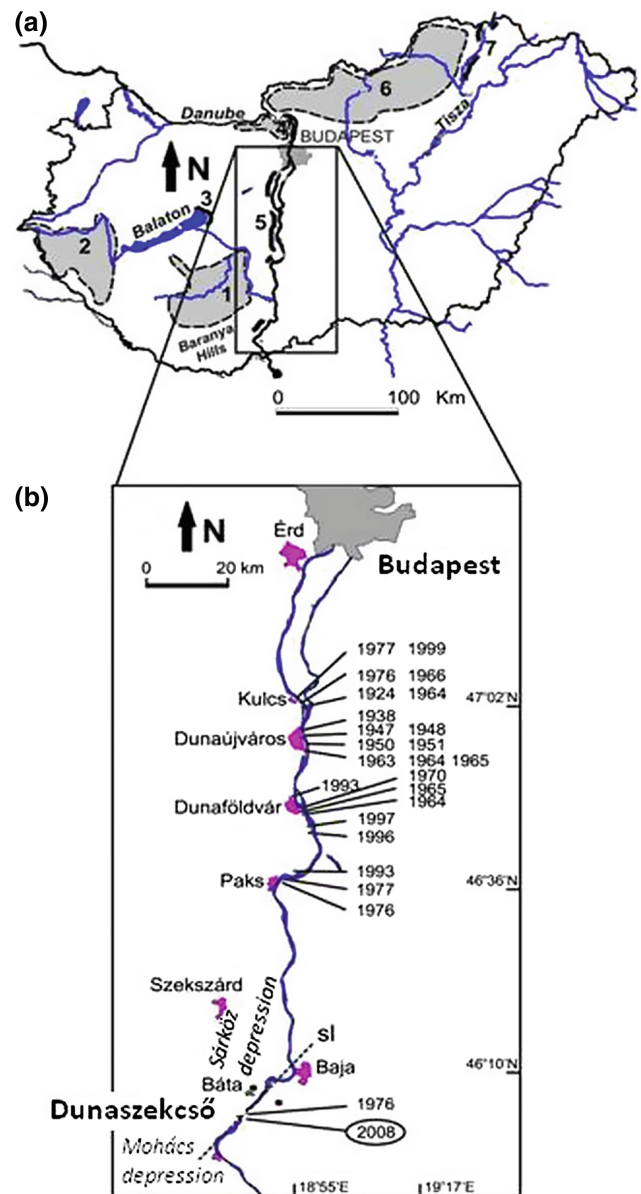 (a)
Danube
4
BUDAPEST
6
7
Tisza
N
Balaton
3
2
5
1
Baranya
Hills
0 100 Km
(b)
N
0 20 km
Érd
Budapest
1977 1999
1976 1966
Kulcs
1924 1964
47°02'N
1938
1947 1948
Dunaújváros
1950 1951
1963 1964 1965
1970
1993
1965
Dunaföldvár
1964
1997
1996
1993
Paks
46°36'N
1977
1976
Szekszárd
Sárköz
depression
sl
46°10'N
Baja
Báta
Dunaszekcső
1976
2008
Mohács
depression
18°55'E
19°17'E